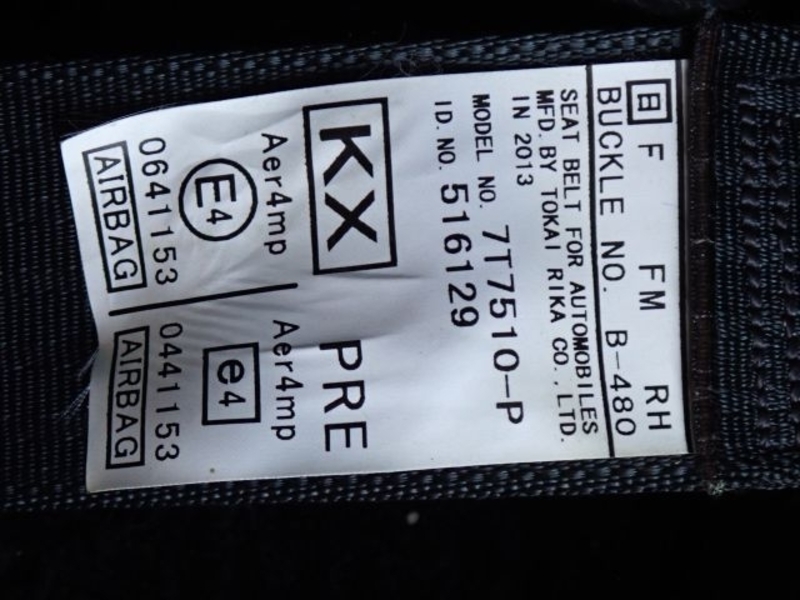 日 F FM RH
BUCKLE NO. B-480
SEAT BELT FOR AUTOMOBILES
MFD. BY TOKAI RIKA CO., LTD.
IN 2013
MODEL NO. 7T7510-P
ID. NO. 516129
KX PRE
Aer4mp Aer4mp
E4 e4
0641153 0441153
AIRBAG AIRBAG